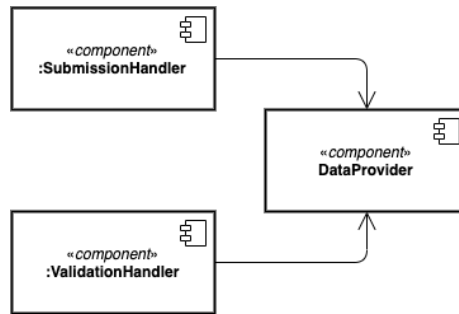 «component»
:SubmissionHandler
«component»
DataProvider
«component»
:ValidationHandler